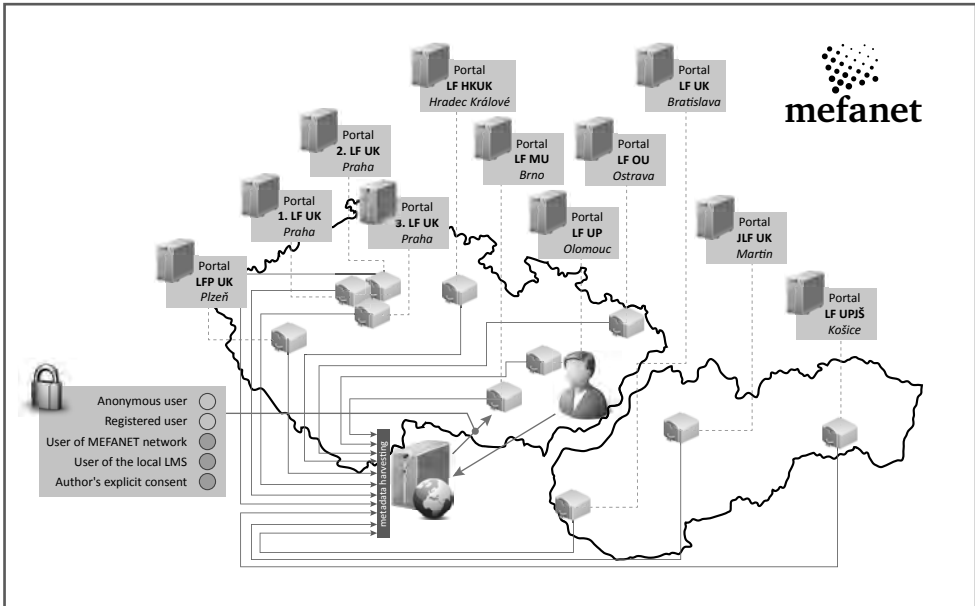 Portal
LF HKUK
Hradec Králové
Portal
LF UK
Bratislava
mefanet
Portal
2. LF UK
Praha
Portal
LF MU
Brno
Portal
LF OU
Ostrava
Portal
1. LF UK
Praha
Portal
3. LF UK
Praha
Portal
LF UP
Olomouc
Portal
JLF UK
Martin
Portal
LFP UK
Plzeň
Portal
LF UPJŠ
Košice
Anonymous user
Registered user
User of MEFANET network
User of the local LMS
Author's explicit consent
metadata harvesting